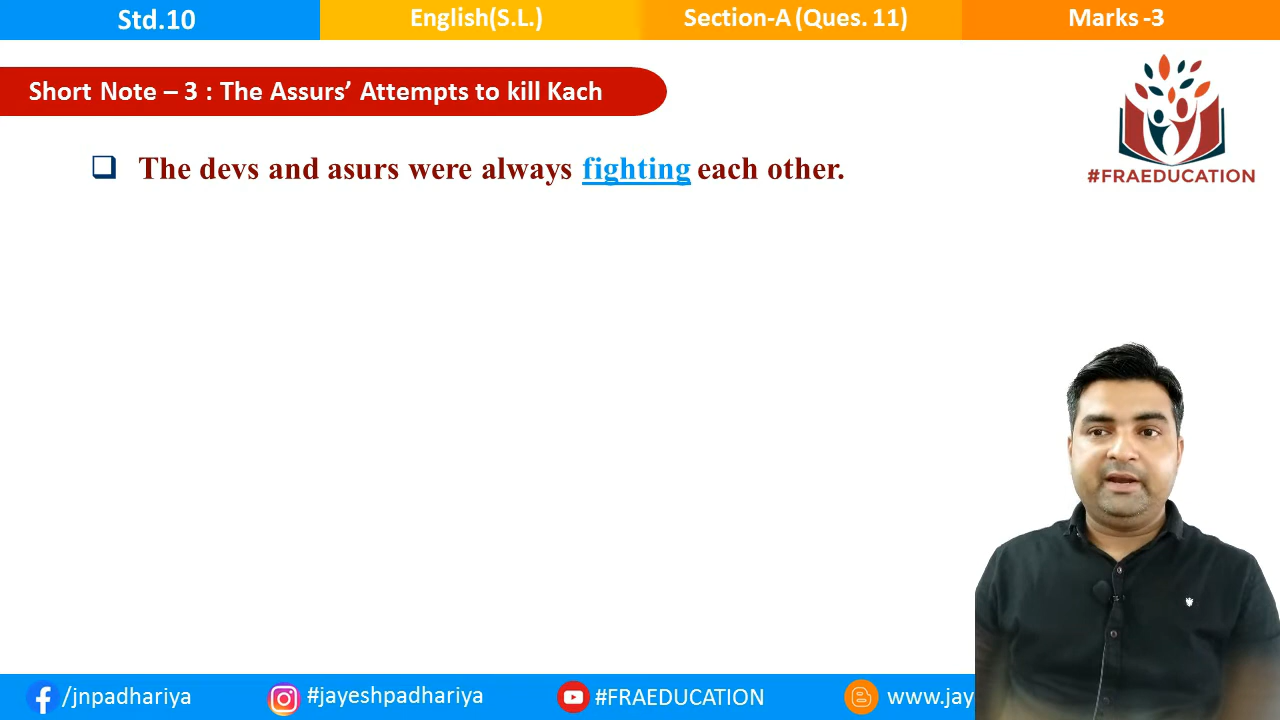 Std.10
English(S.L.)
Section-A (Ques. 11)
Marks -3
Short Note – 3 : The Assurs’ Attempts to kill Kach
#FRAEDUCATION
❑ The devs and asurs were always fighting each other.
/jnpadhariya
#jayeshpadhariya
#FRAEDUCATION
www.jay